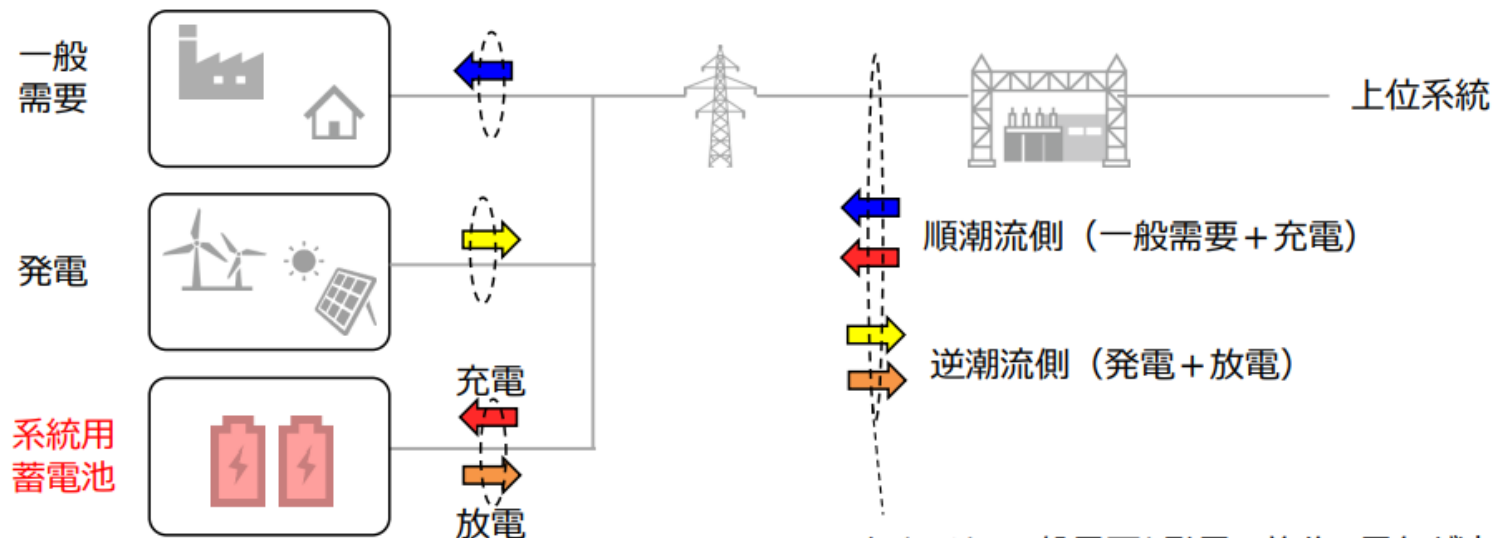 一般
需要
上位系統
順潮流側（一般需要＋充電）
発電
逆潮流側（発電＋放電）
充電
系統用
蓄電池
放電